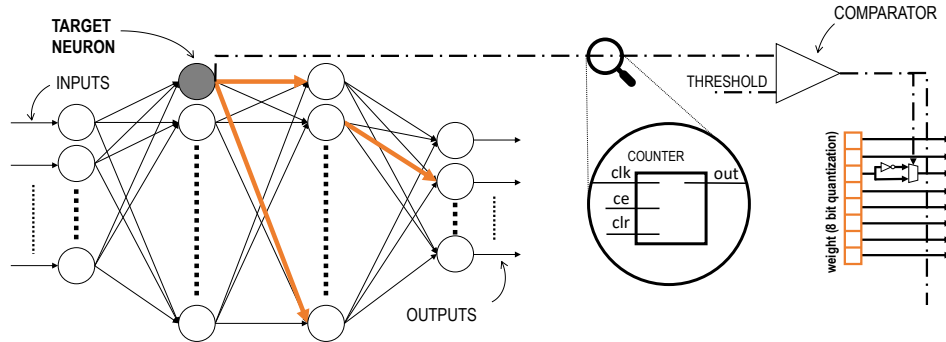 TARGET
NEURON
INPUTS
OUTPUTS
COMPARATOR
THRESHOLD
COUNTER
clk
out
ce
clr
weight (8 bit quantization)